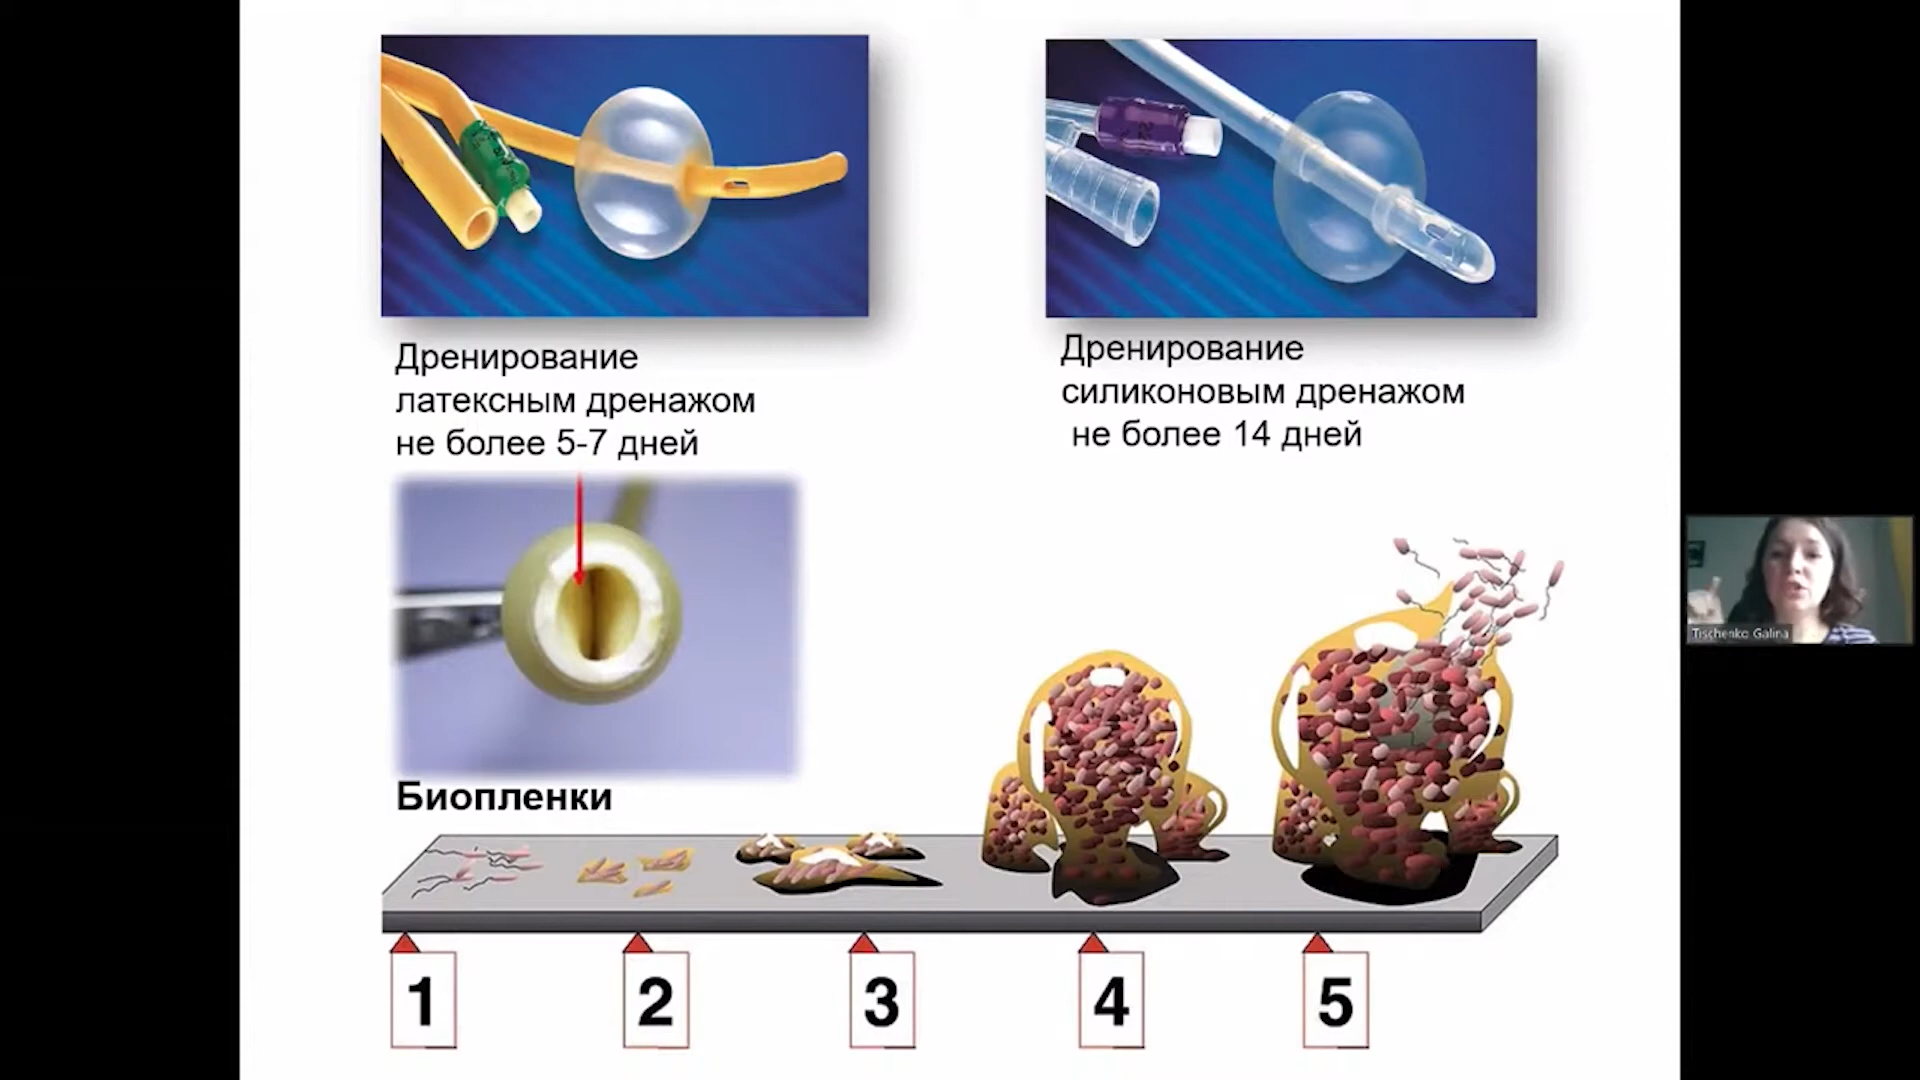 Дренирование
латексным дренажом
не более 5-7 дней
Дренирование
силиконовым дренажом
не более 14 дней
Tischenko Galina
Биопленки
1
2
3
4
5